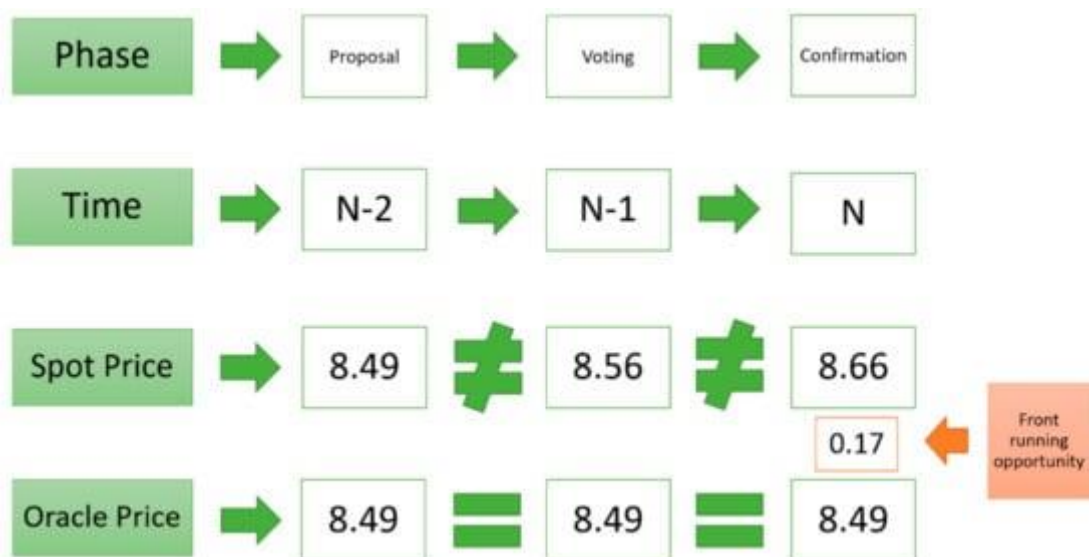 Phase
Proposal
Voting
Confirmation
Time
N-2
N-1
N
Spot Price
8.49
8.56
8.66
0.17
Front
running
opportunity
Oracle Price
8.49
8.49
8.49